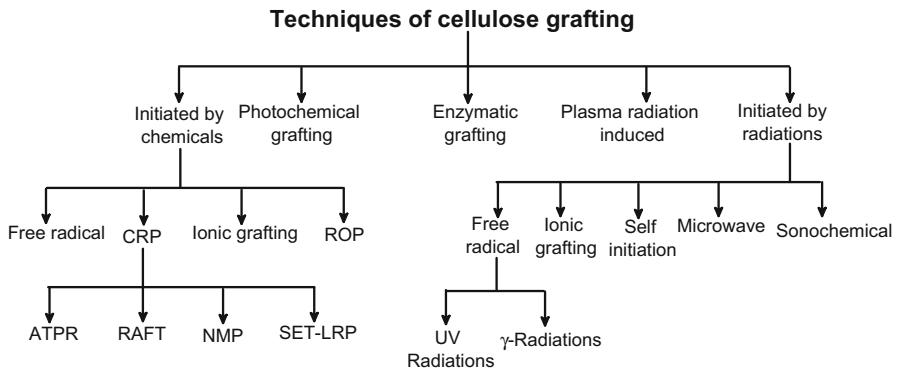 Techniques of cellulose grafting
Initiated by
chemicals
Photochemical
grafting
Enzymatic
grafting
Plasma radiation
induced
Initiated by
radiations
Free radical
CRP
Ionic grafting
ROP
Free
radical
Ionic
grafting
Self
initiation
Microwave
Sonochemical
ATPR
RAFT
NMP
SET-LRP
UV
Radiations
γ-Radiations